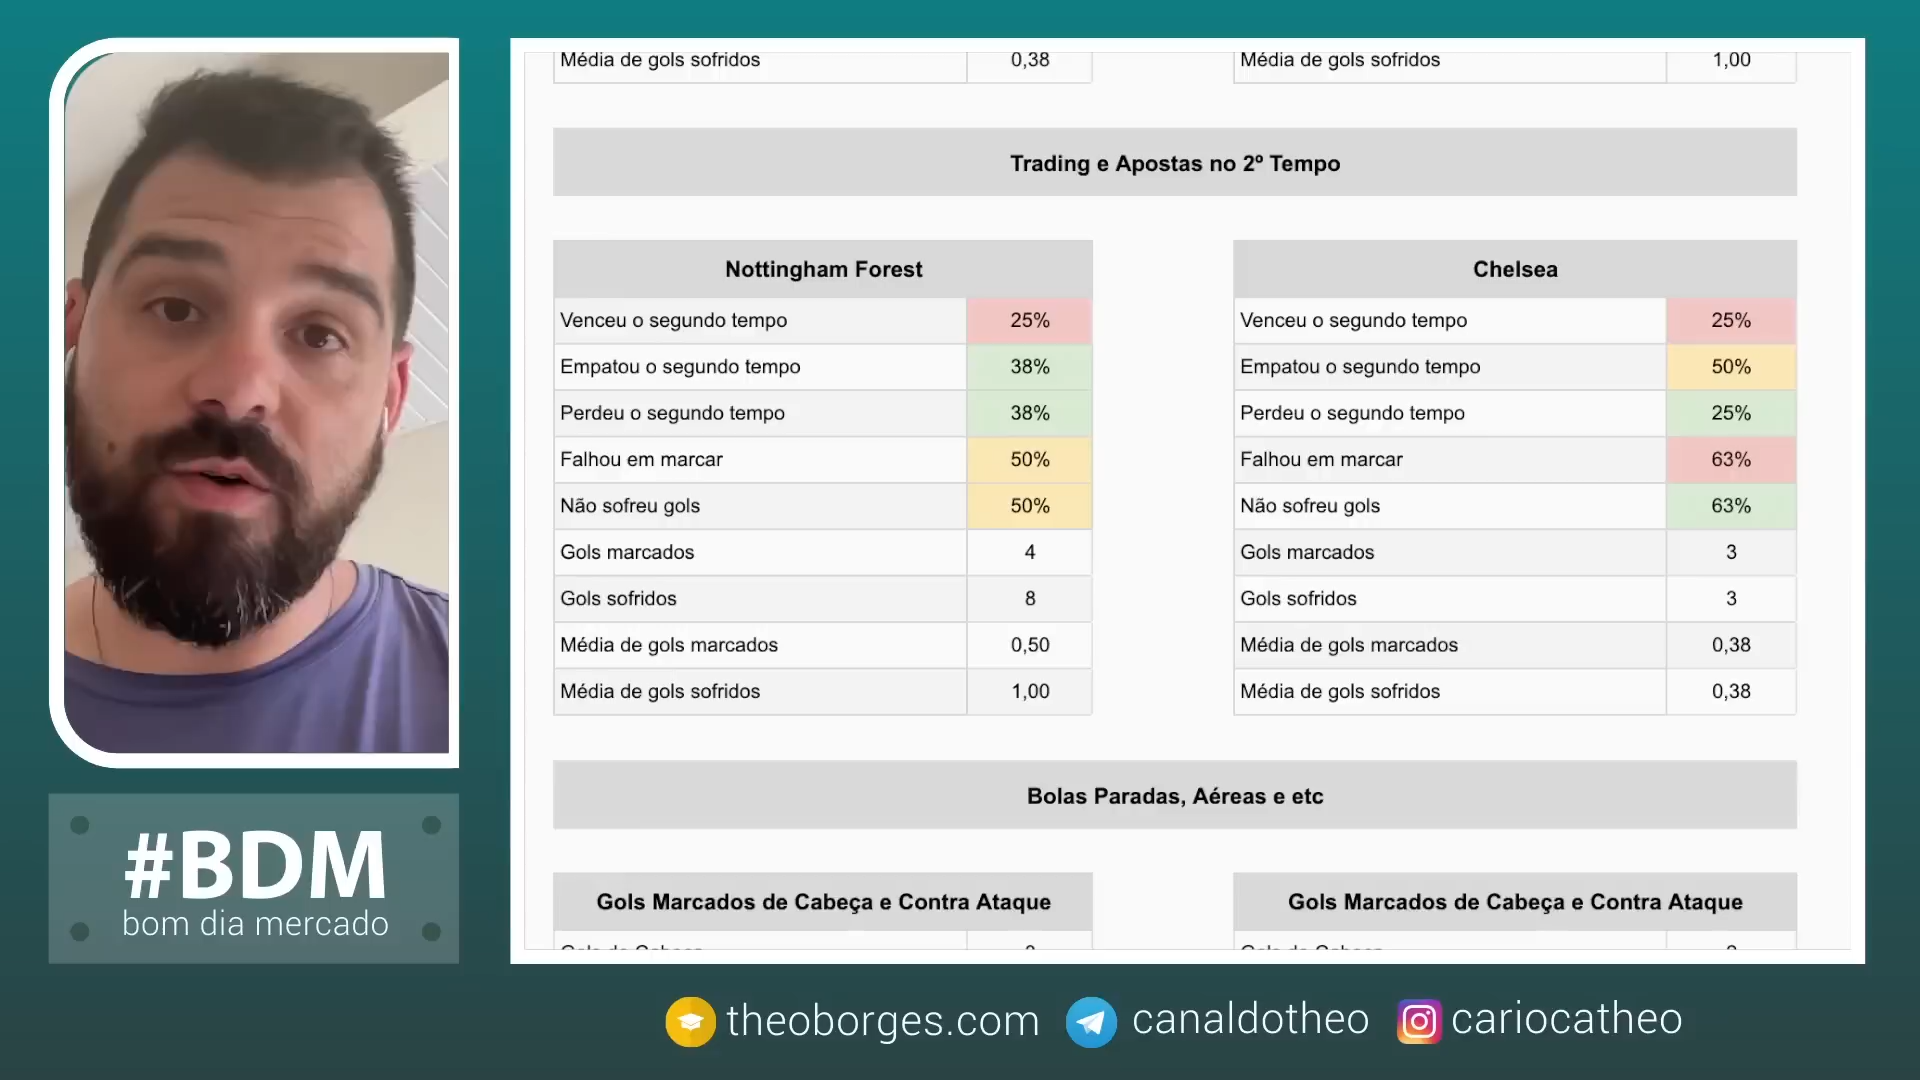 Média de gols sofridos 0,38
Média de gols sofridos 1,00
Trading e Apostas no 2º Tempo
Nottingham Forest
Venceu o segundo tempo 25%
Empatou o segundo tempo 38%
Perdeu o segundo tempo 38%
Falhou em marcar 50%
Não sofreu gols 50%
Gols marcados 4
Gols sofridos 8
Média de gols marcados 0,50
Média de gols sofridos 1,00
Chelsea
Venceu o segundo tempo 25%
Empatou o segundo tempo 50%
Perdeu o segundo tempo 25%
Falhou em marcar 63%
Não sofreu gols 63%
Gols marcados 3
Gols sofridos 3
Média de gols marcados 0,38
Média de gols sofridos 0,38
Bolas Paradas, Aéreas e etc
Gols Marcados de Cabeça e Contra Ataque
Gols de Cabeça
Gols Marcados de Cabeça e Contra Ataque
Gols de Cabeça
#BDM
bom dia mercado
theoborges.com
canaldotheo
cariocatheo